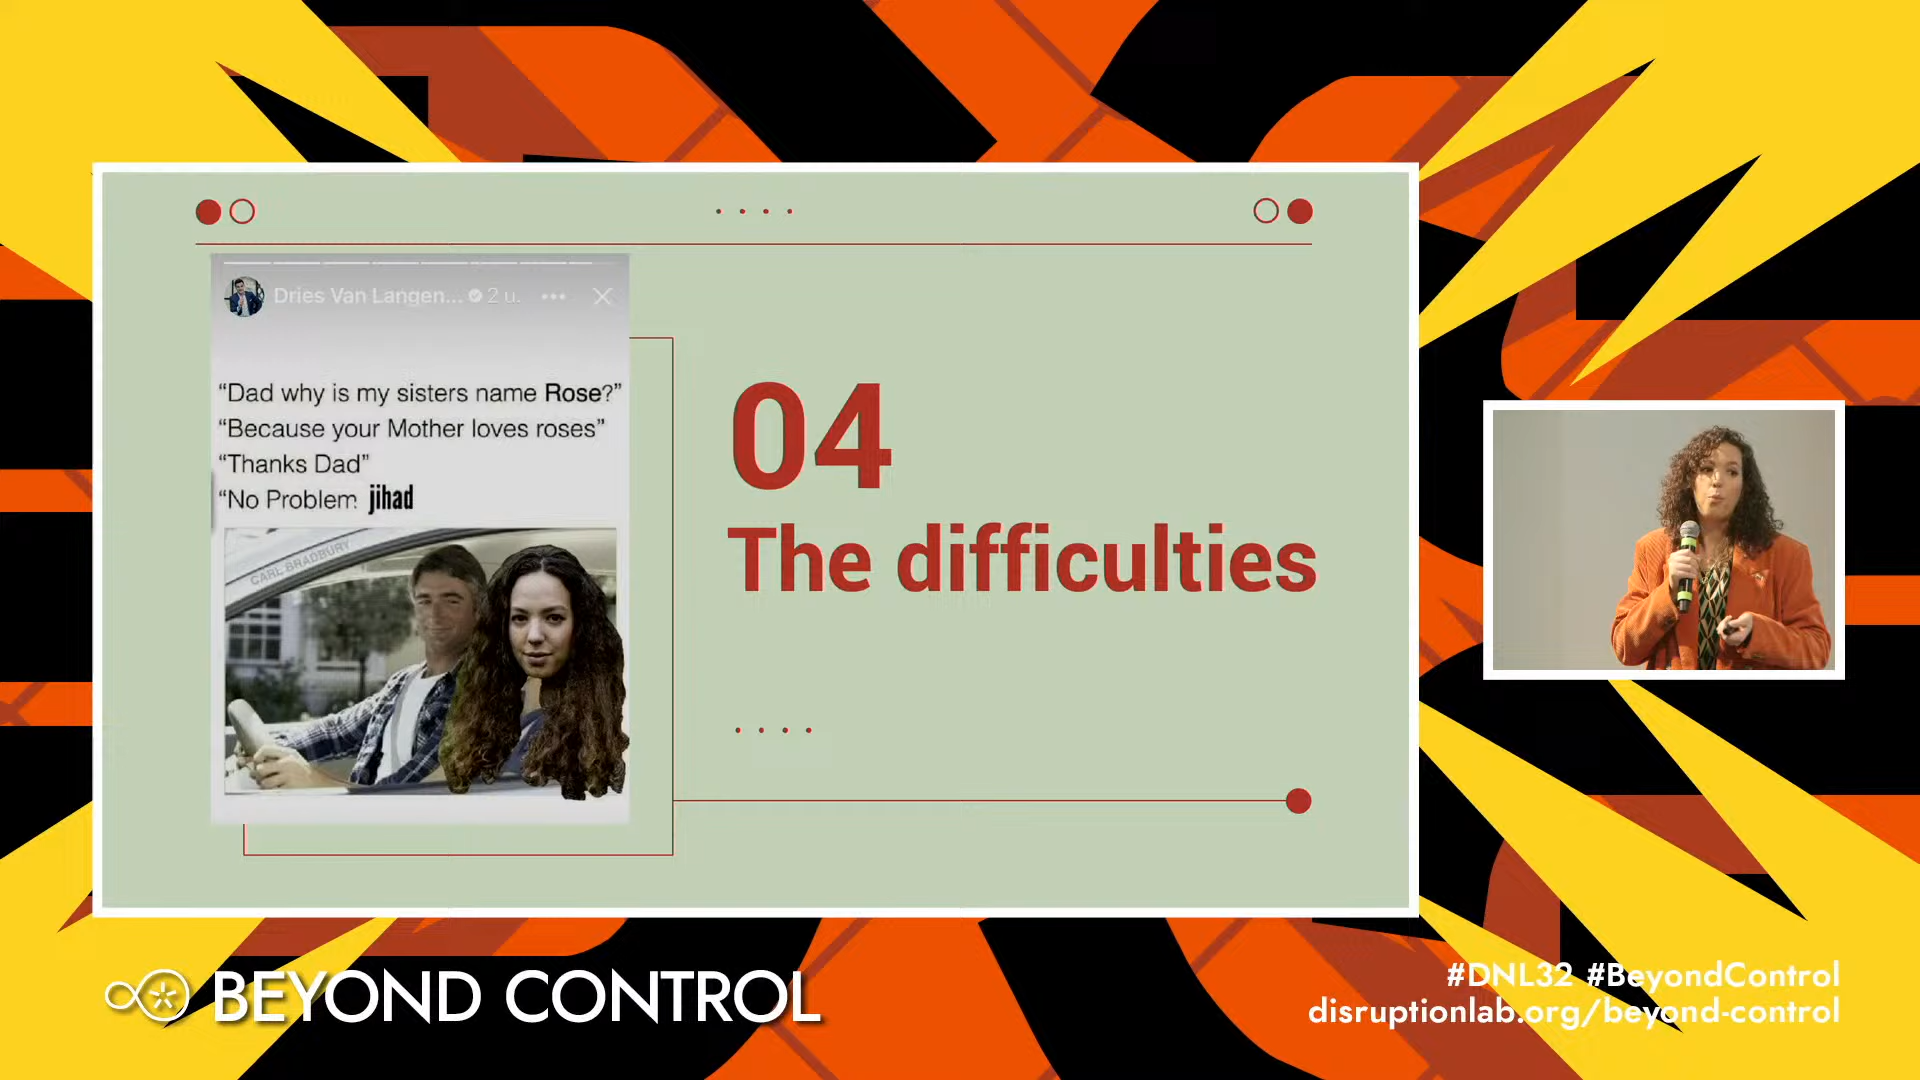 Dries Van Langen... 2 u. ...
“Dad why is my sisters name Rose?”
“Because your Mother loves roses”
“Thanks Dad”
“No Problem jihad
CARL BRADBURY
04
The difficulties
BEYOND CONTROL
#DNL32 #BeyondControl
disruptionlab.org/beyond-control